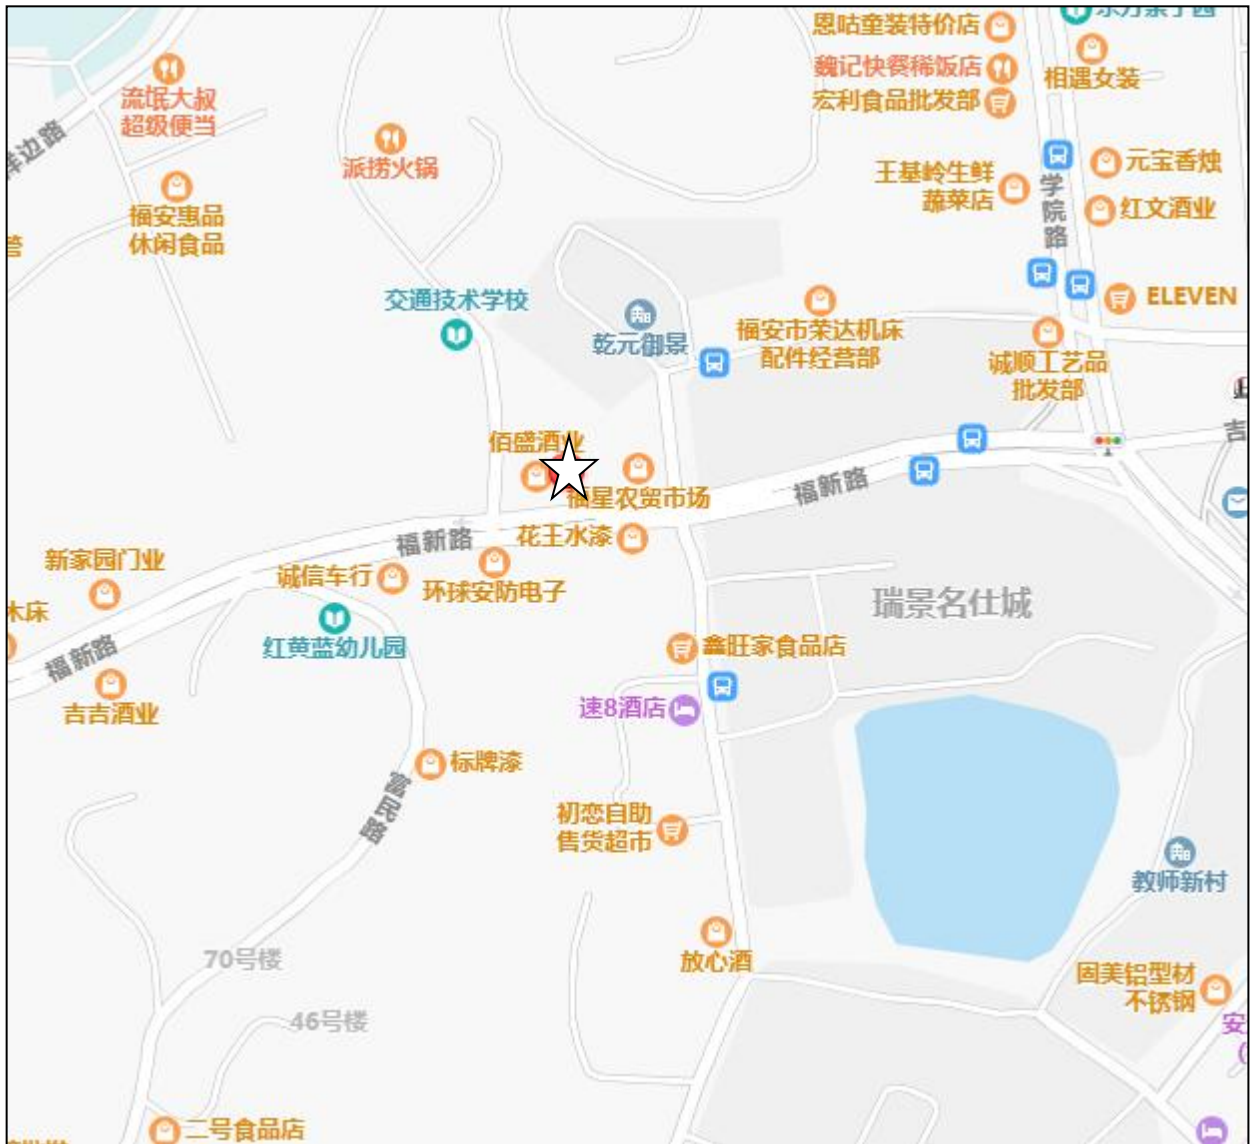 恩咕童装特价店
魏记快餐稀饭店
相遇女装
宏利食品批发部
流氓大叔
超级便当
祥边路
派捞火锅
元宝香烛
王基岭生鲜
蔬菜店
学院路
红文酒业
福安惠品
休闲食品
交通技术学校
ELEVEN
福安市荣达机床
配件经营部
乾元御景
诚顺工艺品
批发部
吉
佰盛酒业
福星农贸市场
福新路
花王水漆
福新路
新家园门业
诚信车行
环球安防电子
木床
瑞景名仕城
红黄蓝幼儿园
福新路
鑫旺家食品店
吉吉酒业
速8酒店
标牌漆
富民路
初恋自助
售货超市
教师新村
放心酒
70号楼
固美铝型材
不锈钢
46号楼
安
二号食品店